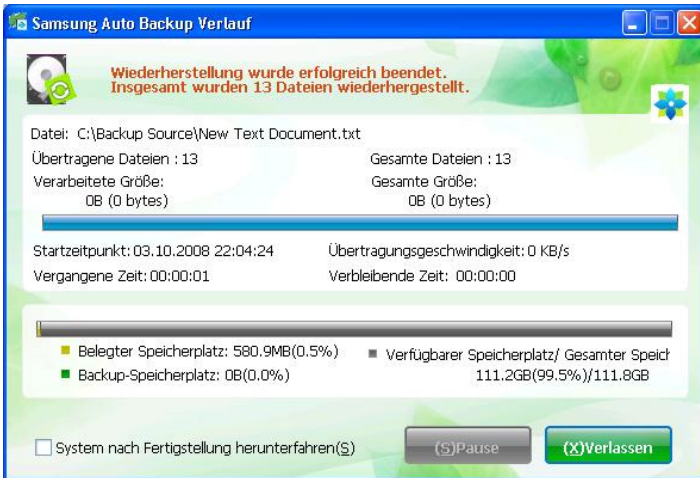 Samsung Auto Backup Verlauf
Wiederherstellung wurde erfolgreich beendet.
Insgesamt wurden 13 Dateien wiederhergestellt.
Datei: C:\Backup Source\New Text Document.txt
Übertragene Dateien : 13
Gesamte Dateien : 13
Verarbeitete Größe:
Gesamte Größe:
0B (0 bytes)
0B (0 bytes)
Startzeitpunkt: 03.10.2008 22:04:24
Übertragungsgeschwindigkeit: 0 KB/s
Vergangene Zeit: 00:00:01
Verbleibende Zeit: 00:00:00
Belegter Speicherplatz: 580.9MB(0.5%)
Verfügbarer Speicherplatz/ Gesamter Speich
Backup-Speicherplatz: 0B(0.0%)
111.2GB(99.5%)/111.8GB
System nach Fertigstellung herunterfahren(S)
(S)Pause
(X)Verlassen